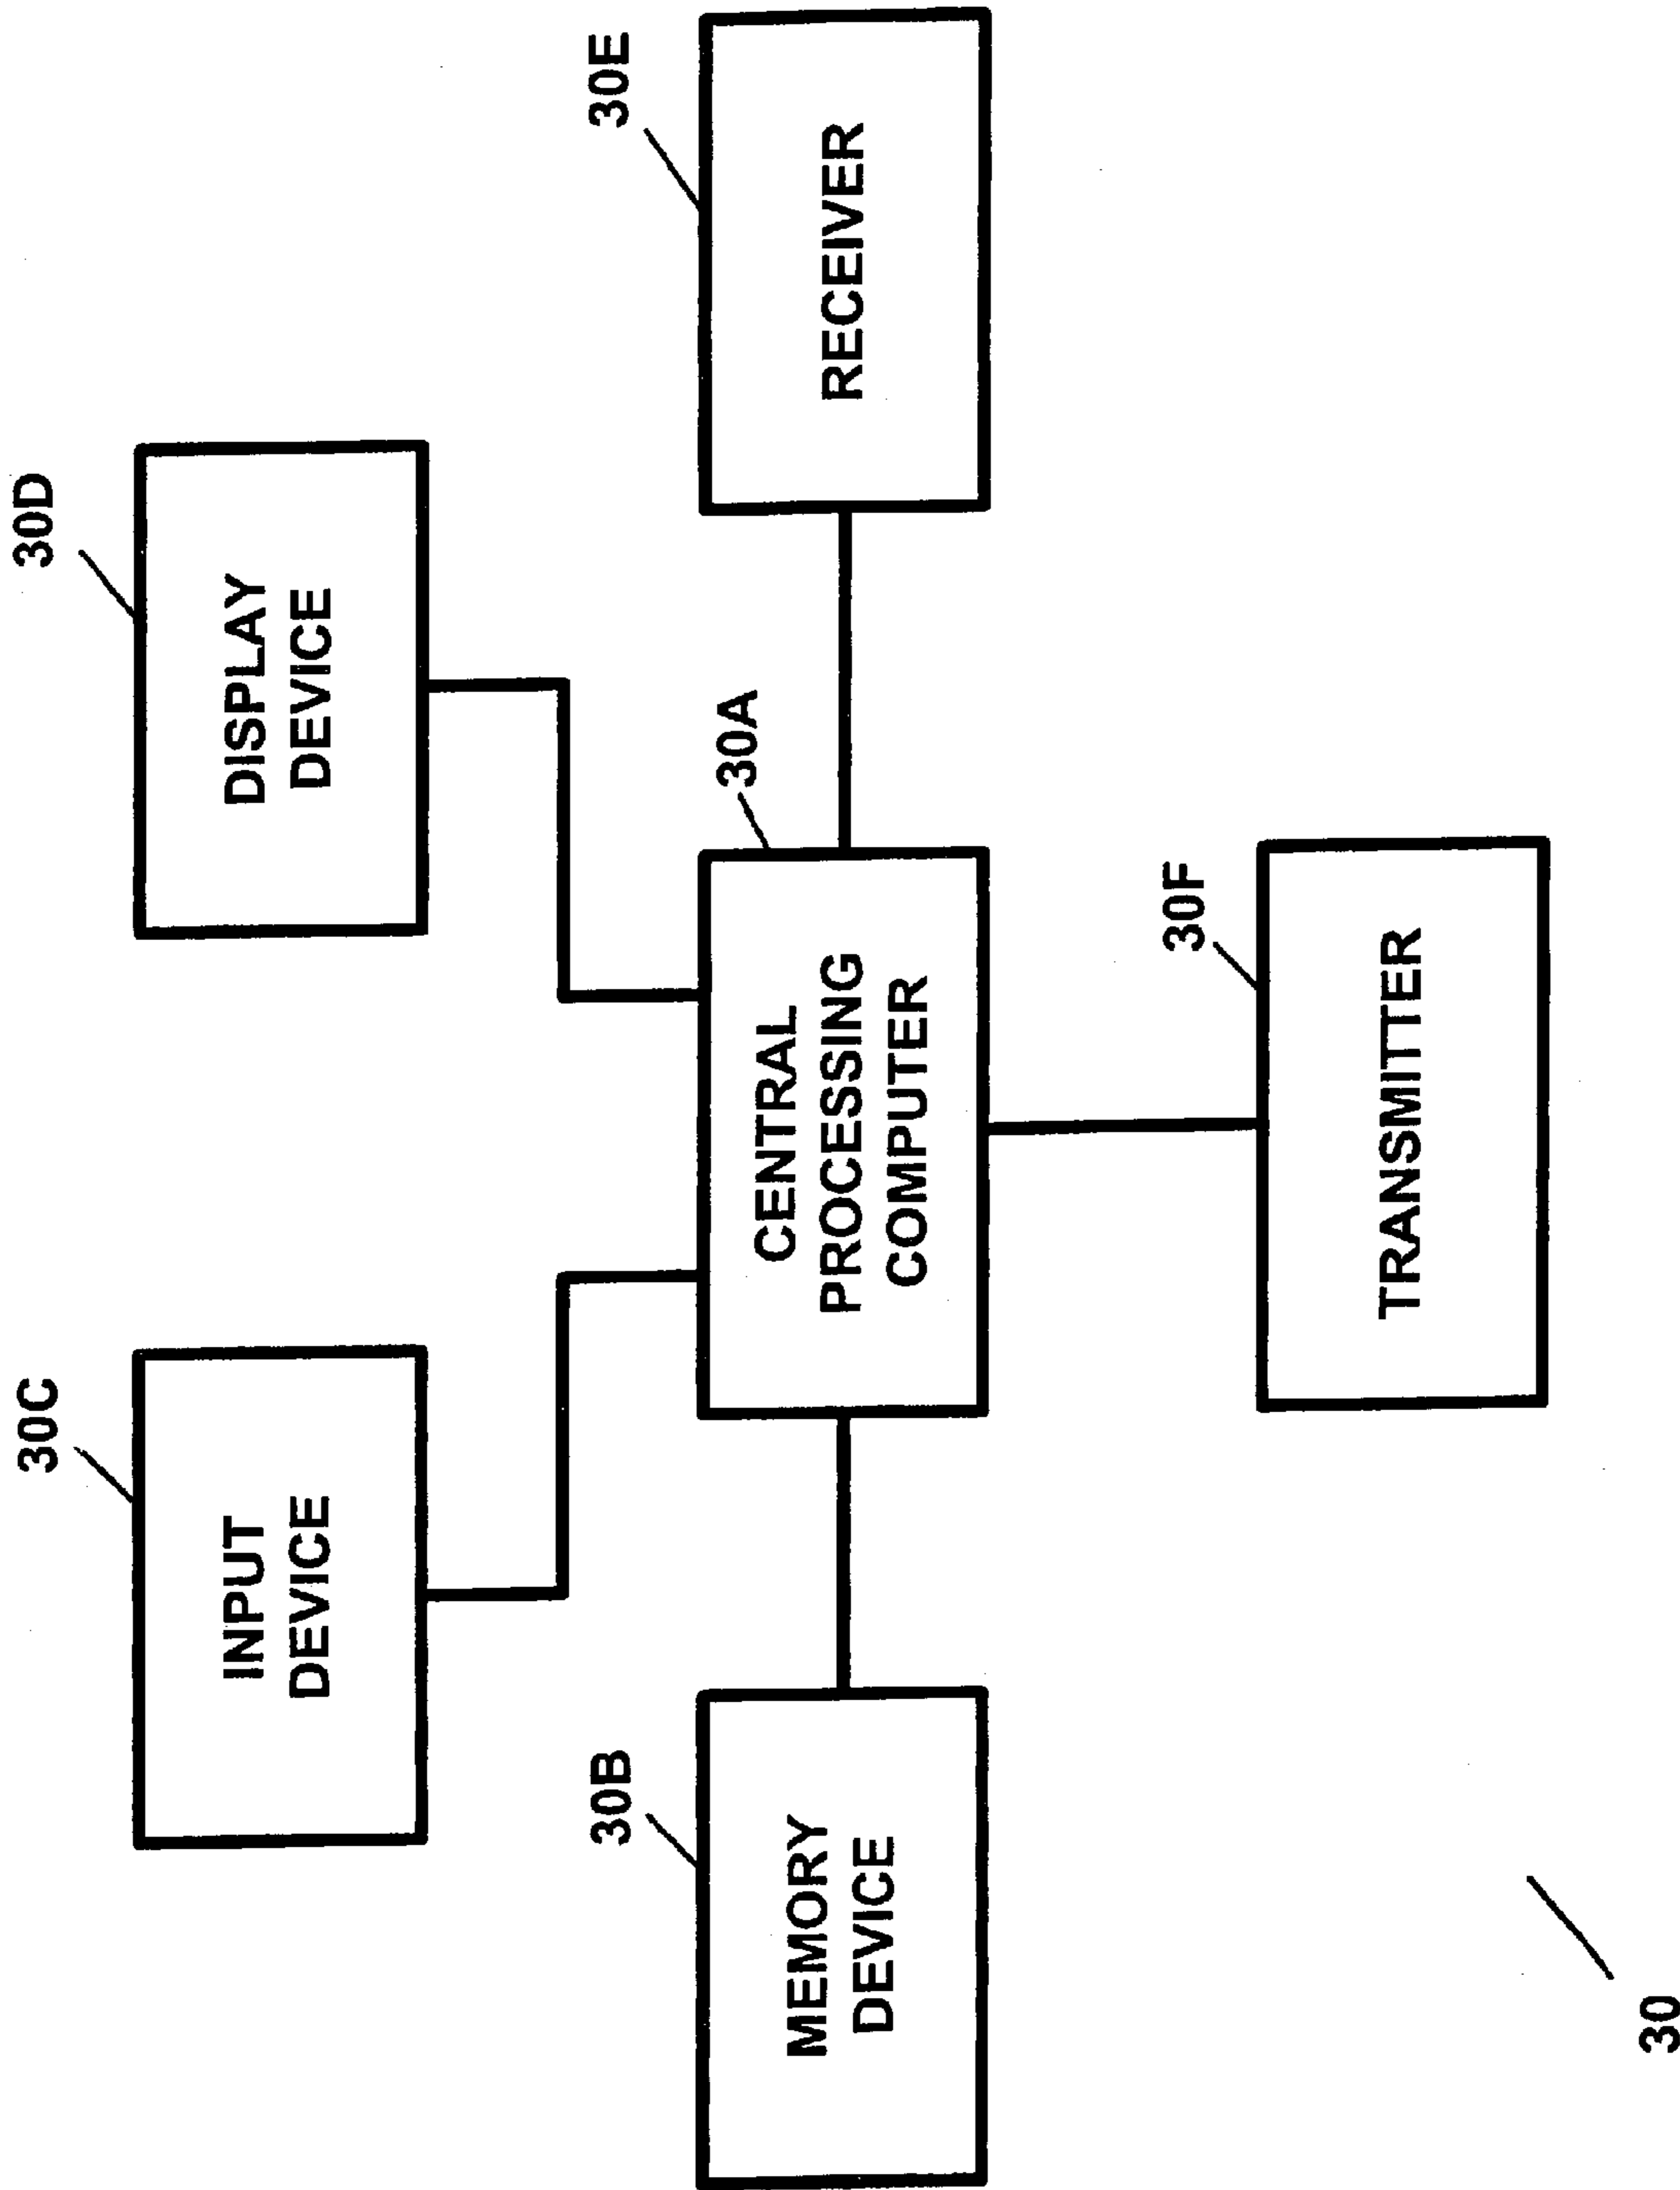 30C
30D
INPUT
DEVICE
DISPLAY
DEVICE
30B
30A
30E
MEMORY
DEVICE
CENTRAL
PROCESSING
COMPUTER
RECEIVER
30F
TRANSMITTER
30